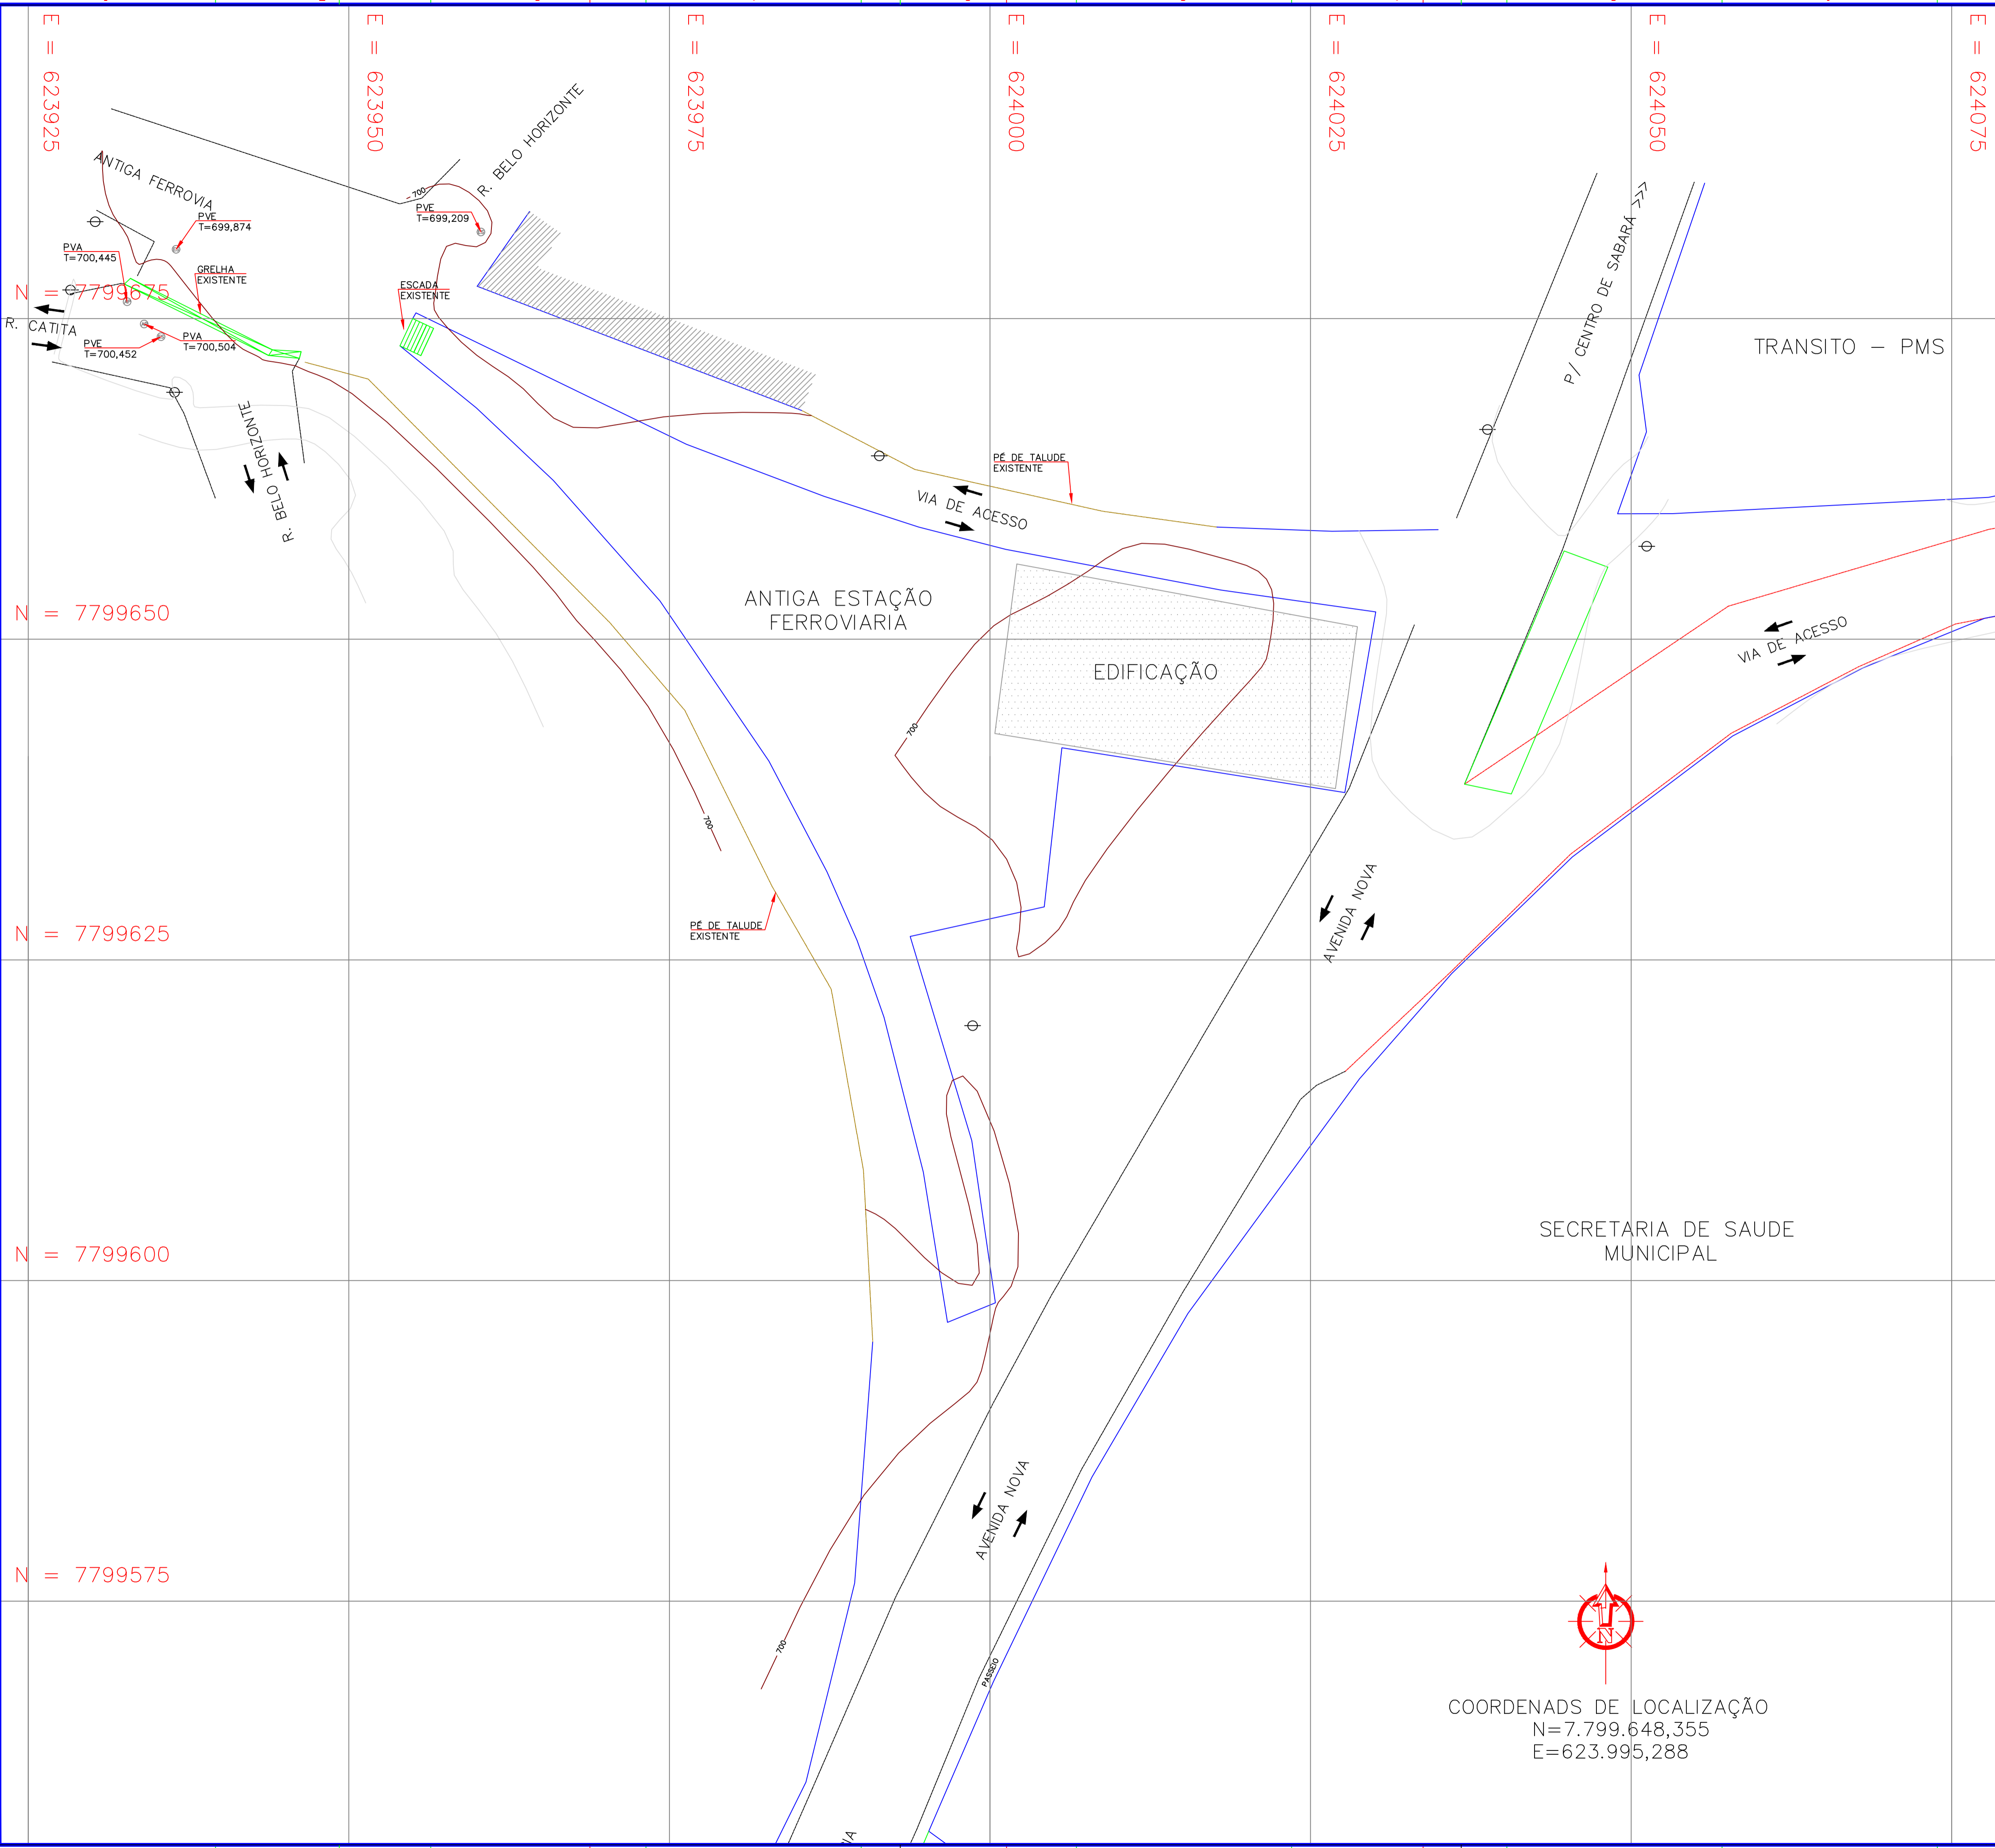 E = 623925
E = 623950
E = 623975
E = 624000
E = 624025
E = 624050
E = 624075
R. BELO HORIZONTE
ANTIGA FERROVIA
700
PVE
T=699,209
PVE
T=699,874
PVA
T=700,445
GRELHA
EXISTENTE
ESCADA
EXISTENTE
N = 7799675
R. CATITA
PVE
T=700,452
PVA
T=700,504
P/ CENTRO DE SABARÁ >>>
TRANSITO - PMS
R. BELO HORIZONTE
PÉ DE TALUDE
EXISTENTE
VIA DE ACESSO
ANTIGA ESTAÇÃO
FERROVIARIA
N = 7799650
VIA DE ACESSO
EDIFICAÇÃO
700
700
PÉ DE TALUDE
EXISTENTE
N = 7799625
AVENIDA NOVA
SECRETARIA DE SAUDE
MUNICIPAL
N = 7799600
AVENIDA NOVA
N = 7799575
700
PASSEIO
N
COORDENADS DE LOCALIZAÇÃO
N=7.799.648,355
E=623.995,288